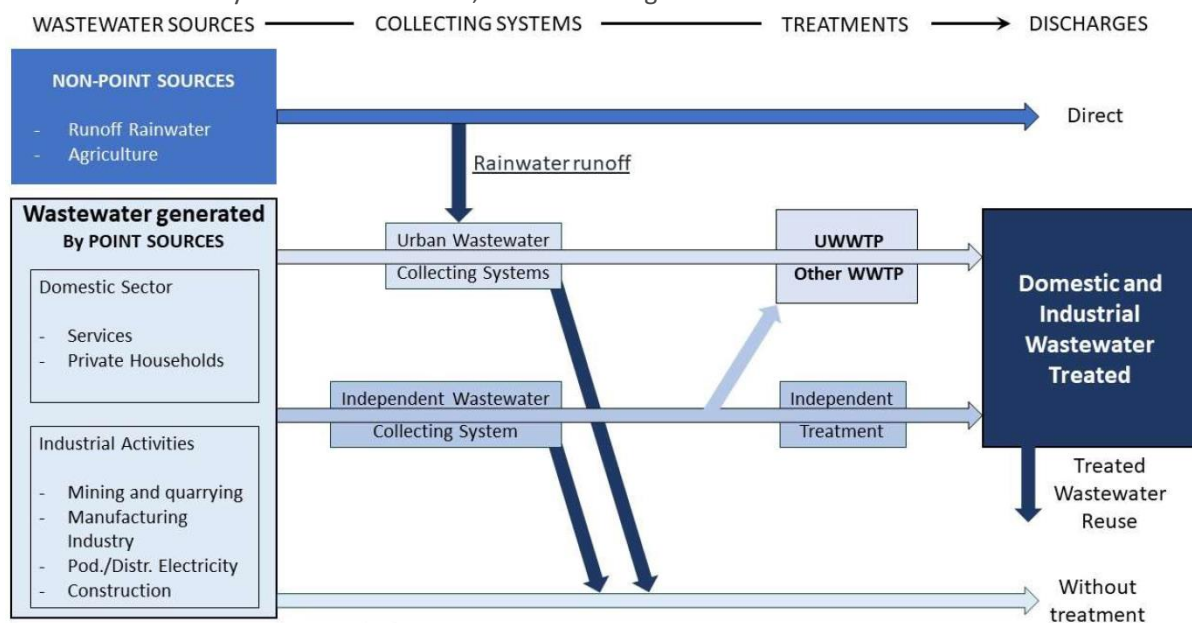 WASTEWATER SOURCES
COLLECTING SYSTEMS
TREATMENTS
DISCHARGES
NON-POINT SOURCES
- Runoff Rainwater
- Agriculture
Direct
Rainwater runoff
Wastewater generated
By POINT SOURCES
Domestic Sector
- Services
- Private Households
Industrial Activities
- Mining and quarrying
- Manufacturing
Industry
- Pod./Distr. Electricity
- Construction
Urban Wastewater
Collecting Systems
UWWTP
Other WWTP
Independent Wastewater
Collecting System
Independent
Treatment
Domestic and
Industrial
Wastewater
Treated
Treated
Wastewater
Reuse
Without
treatment